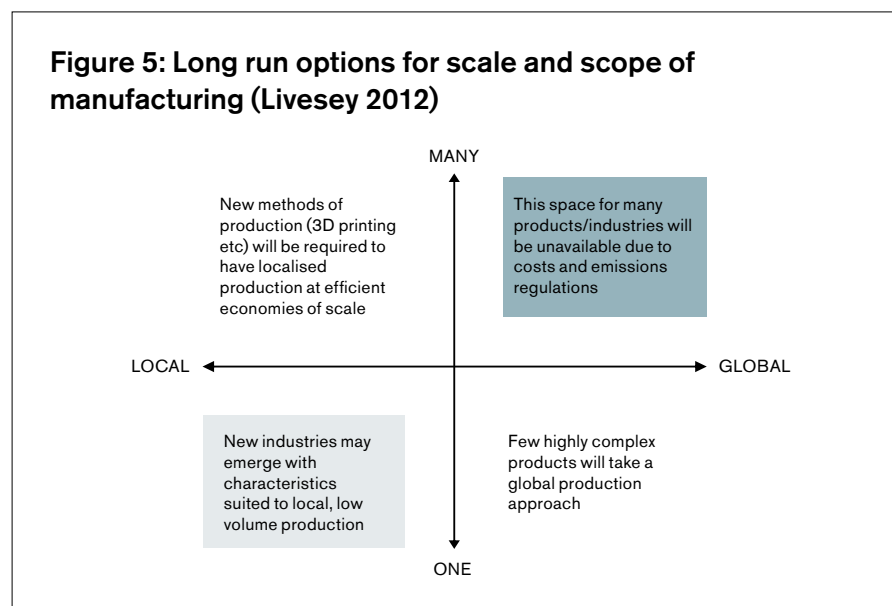 Figure 5: Long run options for scale and scope of
manufacturing (Livesey 2012)
MANY
New methods of
production (3D printing
etc) will be required to
have localised
production at efficient
economies of scale
This space for many
products/industries will
be unavailable due to
costs and emissions
regulations
LOCAL
GLOBAL
New industries may
emerge with
characteristics
suited to local, low
volume production
Few highly complex
products will take a
global production
approach
ONE